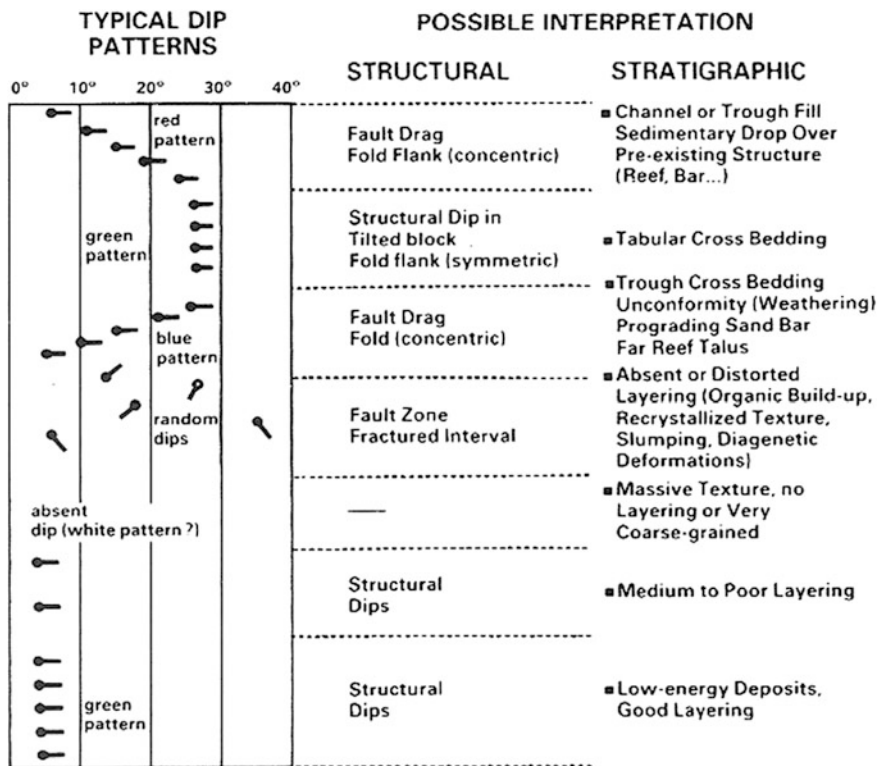 TYPICAL DIP
PATTERNS
POSSIBLE INTERPRETATION
STRUCTURAL
STRATIGRAPHIC
0° 10° 20° 30° 40°
red
pattern
Fault Drag
Fold Flank (concentric)
▪ Channel or Trough Fill
Sedimentary Drop Over
Pre-existing Structure
(Reef, Bar...)
green
pattern
Structural Dip in
Tilted block
Fold flank (symmetric)
▪ Tabular Cross Bedding
blue
pattern
Fault Drag
Fold (concentric)
▪ Trough Cross Bedding
Unconformity (Weathering)
Prograding Sand Bar
Far Reef Talus
random
dips
Fault Zone
Fractured Interval
▪ Absent or Distorted
Layering (Organic Build-up,
Recrystallized Texture,
Slumping, Diagenetic
Deformations)
absent
dip (white pattern ?)
—
▪ Massive Texture, no
Layering or Very
Coarse-grained
Structural
Dips
▪ Medium to Poor Layering
green
pattern
Structural
Dips
▪ Low-energy Deposits,
Good Layering